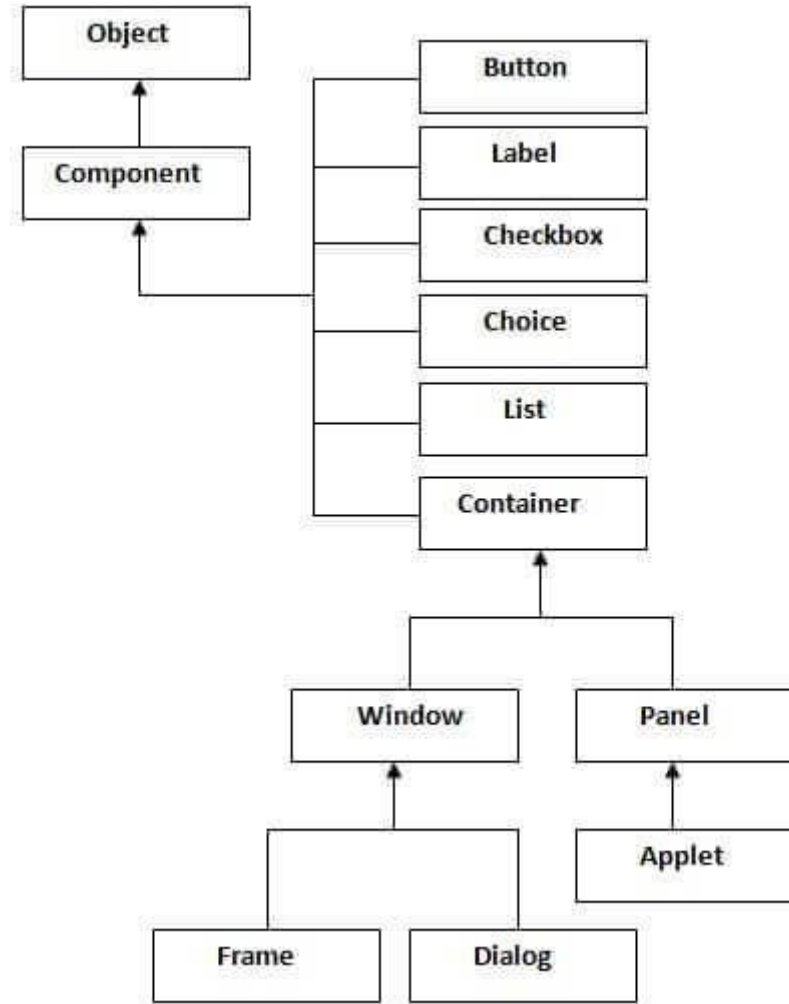 Object
Button
Label
Component
Checkbox
Choice
List
Container
Window
Panel
Applet
Frame
Dialog